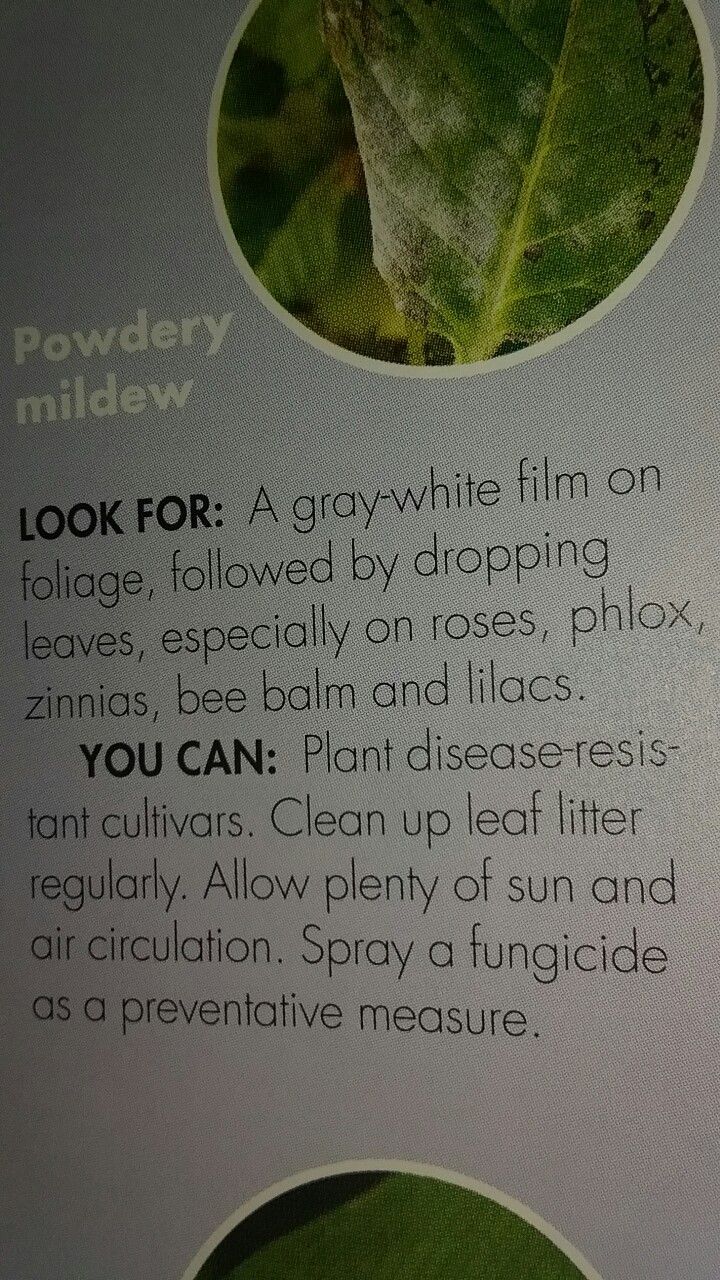 Powdery
mildew
LOOK FOR: A gray-white film on
foliage, followed by dropping
leaves, especially on roses, phlox,
zinnias, bee balm and lilacs.
YOU CAN: Plant disease-resis-
tant cultivars. Clean up leaf litter
regularly. Allow plenty of sun and
air circulation. Spray a fungicide
as a preventative measure.